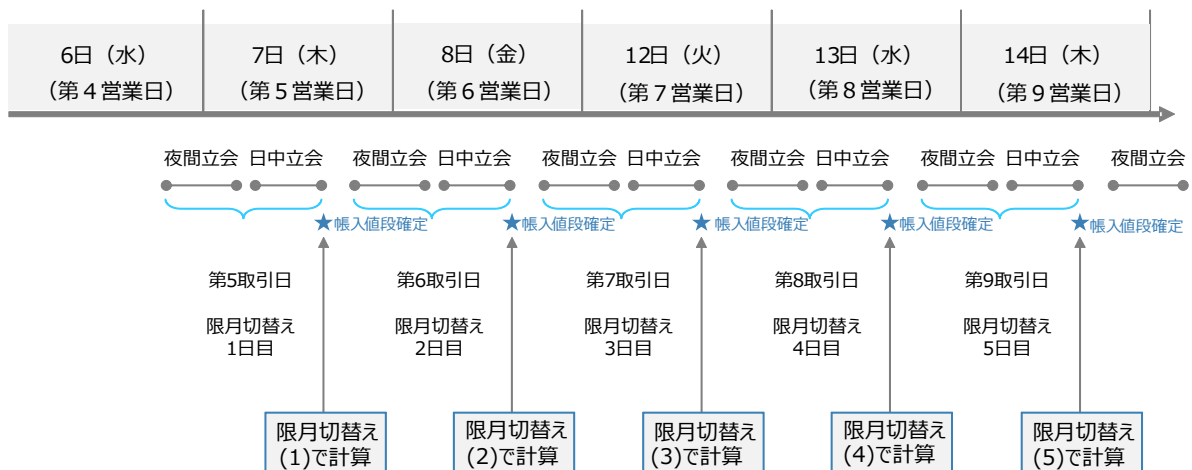 6日（水） 7日（木） 8日（金） 12日（火） 13日（水） 14日（木）
（第４営業日） （第５営業日） （第６営業日） （第７営業日） （第８営業日） （第９営業日）
夜間立会 日中立会 夜間立会 日中立会 夜間立会 日中立会 夜間立会 日中立会 夜間立会 日中立会 夜間立会
★帳入値段確定 ★帳入値段確定 ★帳入値段確定 ★帳入値段確定 ★帳入値段確定
第5取引日 第6取引日 第7取引日 第8取引日 第9取引日
限月切替え 限月切替え 限月切替え 限月切替え 限月切替え
1日目 2日目 3日目 4日目 5日目
限月切替え 限月切替え 限月切替え 限月切替え 限月切替え
(1)で計算 (2)で計算 (3)で計算 (4)で計算 (5)で計算